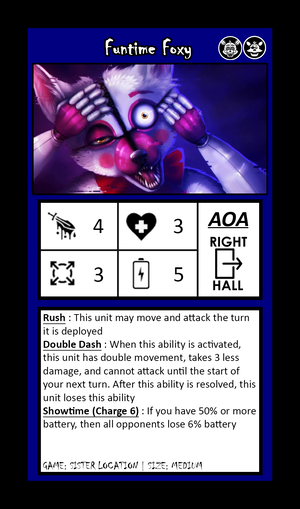 Funtime Foxy
4
3
AOA
RIGHT
3
5
HALL
Rush : This unit may move and attack the turn
it is deployed
Double Dash : When this ability is activated,
this unit has double movement, takes 3 less
damage, and cannot attack until the start of
your next turn. After this ability is resolved, this
unit loses this ability
Showtime (Charge 6) : If you have 50% or more
battery, then all opponents lose 6% battery
GAME: SISTER LOCATION | SIZE: MEDIUM